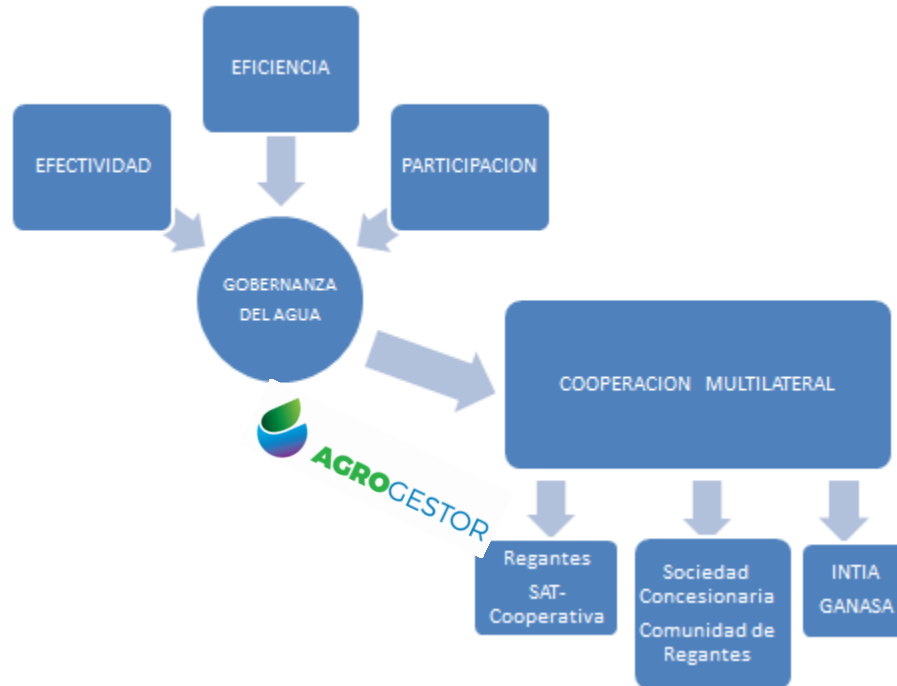 EFICIENCIA
EFECTIVIDAD
PARTICIPACION
GOBERNANZA
DEL AGUA
COOPERACION MULTILATERAL
AGROGESTOR
Regantes
SAT-
Cooperativa
Sociedad
Concesionaria
Comunidad de
Regantes
INTIA
GANASA